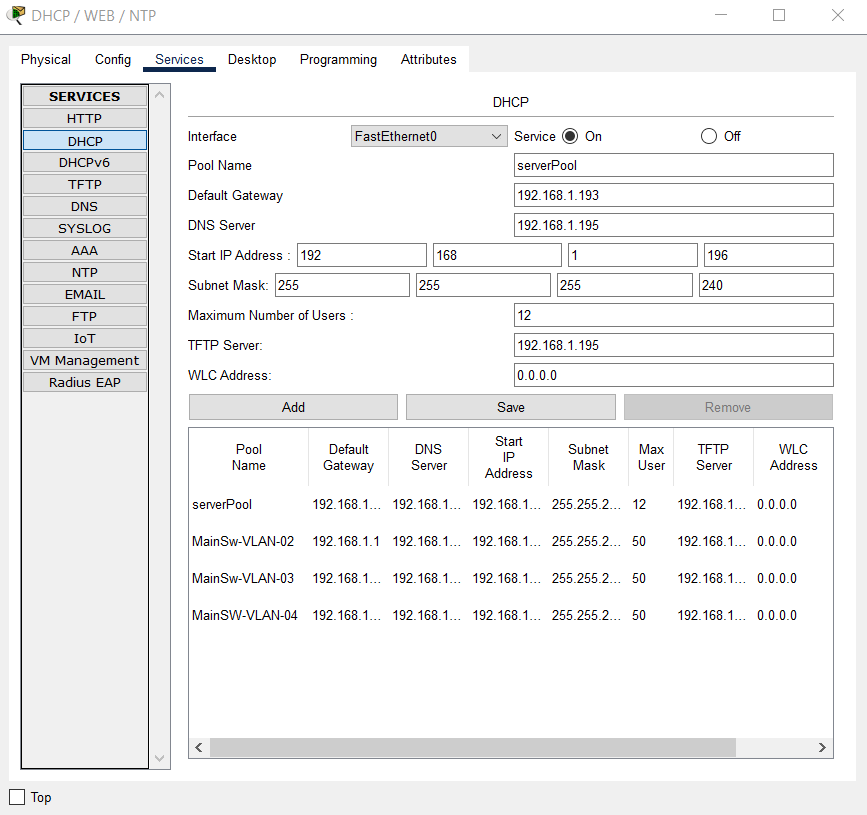 DHCP / WEB / NTP
Physical Config Services Desktop Programming Attributes
SERVICES
HTTP
DHCP
DHCPv6
TFTP
DNS
SYSLOG
AAA
NTP
EMAIL
FTP
IoT
VM Management
Radius EAP
DHCP
Interface FastEthernet0 Service On Off
Pool Name serverPool
Default Gateway 192.168.1.193
DNS Server 192.168.1.195
Start IP Address : 192 168 1 196
Subnet Mask: 255 255 255 240
Maximum Number of Users : 12
TFTP Server: 192.168.1.195
WLC Address: 0.0.0.0
Add Save Remove
Pool Name Default Gateway DNS Server Start IP Address Subnet Mask Max User TFTP Server WLC Address
serverPool 192.168.1... 192.168.1... 192.168.1... 255.255.2... 12 192.168.1... 0.0.0.0
MainSw-VLAN-02 192.168.1.1 192.168.1... 192.168.1... 255.255.2... 50 192.168.1... 0.0.0.0
MainSw-VLAN-03 192.168.1... 192.168.1... 192.168.1... 255.255.2... 50 192.168.1... 0.0.0.0
MainSW-VLAN-04 192.168.1... 192.168.1... 192.168.1... 255.255.2... 50 192.168.1... 0.0.0.0
Top